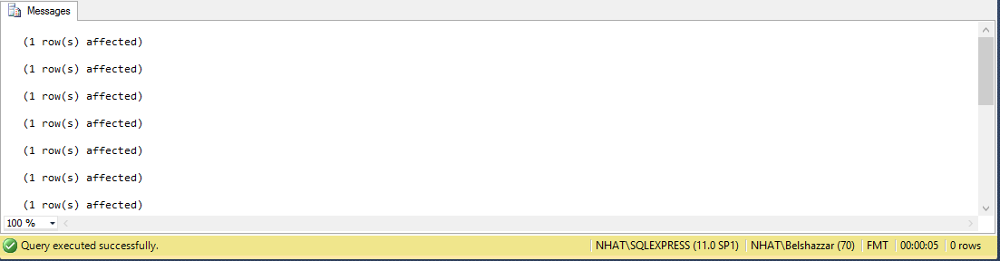 Messages
(1 row(s) affected)
(1 row(s) affected)
(1 row(s) affected)
(1 row(s) affected)
(1 row(s) affected)
(1 row(s) affected)
(1 row(s) affected)
100 %
Query executed successfully. NHAT\SQLEXPRESS (11.0 SP1) NHAT\Belshazzar (70) FMT 00:00:05 0 rows